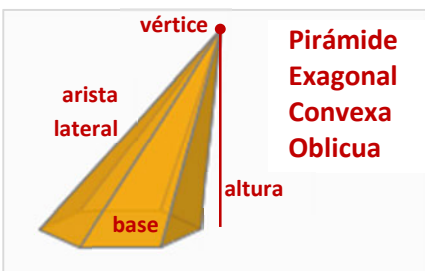 vértice
Pirámide
Exagonal
Convexa
Oblicua
arista
lateral
altura
base